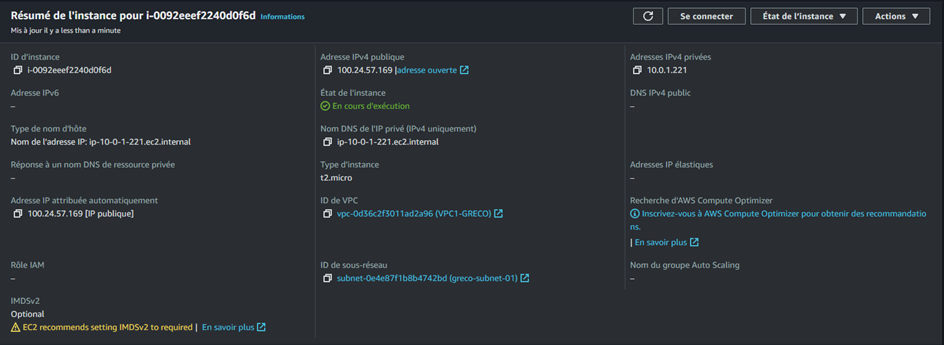 Résumé de l'instance pour i-0092eeef2240d0f6d Informations
Mis à jour il y a less than a minute
Se connecter
État de l'instance
Actions
ID d'instance
i-0092eeef2240d0f6d
Adresse IPv4 publique
100.24.57.169 |adresse ouverte
Adresses IPv4 privées
10.0.1.221
Adresse IPv6
–
État de l'instance
En cours d'exécution
DNS IPv4 public
–
Type de nom d'hôte
Nom de l'adresse IP: ip-10-0-1-221.ec2.internal
Nom DNS de l'IP privé (IPv4 uniquement)
ip-10-0-1-221.ec2.internal
Réponse à un nom DNS de ressource privée
–
Type d'instance
t2.micro
Adresses IP élastiques
–
Adresse IP attribuée automatiquement
100.24.57.169 [IP publique]
ID de VPC
vpc-0d36c2f3011ad2a96 (VPC1-GRECO)
Recherche d'AWS Compute Optimizer
Inscrivez-vous à AWS Compute Optimizer pour obtenir des recommandatio
ns.
| En savoir plus
Rôle IAM
–
ID de sous-réseau
subnet-0e4e87f1b8b4742bd (greco-subnet-01)
Nom du groupe Auto Scaling
–
IMDSv2
Optional
EC2 recommends setting IMDSv2 to required | En savoir plus